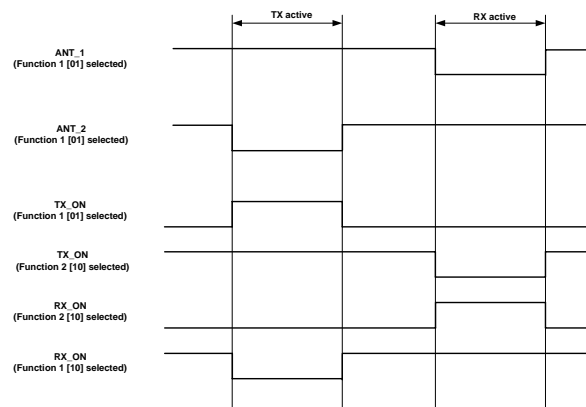 TX active
RX active
ANT_1
(Function 1 [01] selected)
ANT_2
(Function 1 [01] selected)
TX_ON
(Function 1 [01] selected)
TX_ON
(Function 2 [10] selected)
RX_ON
(Function 2 [10] selected)
RX_ON
(Function 1 [10] selected)